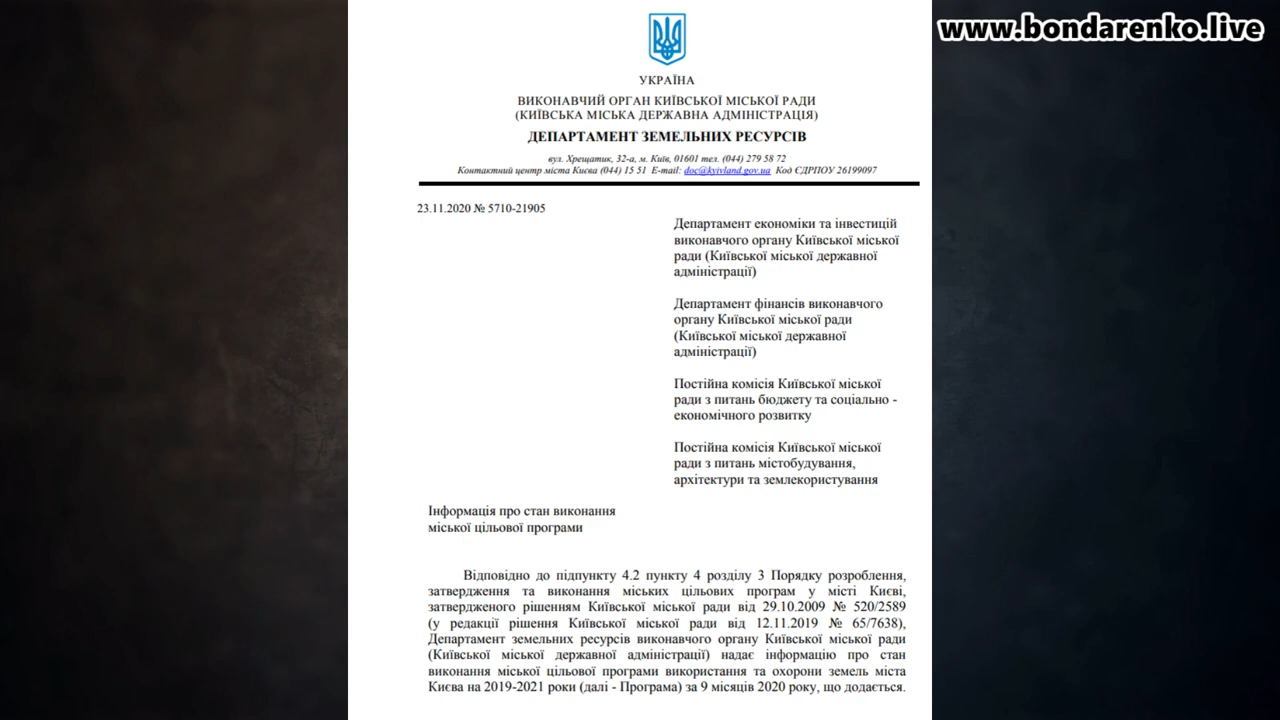 www.bondarenko.live
УКРАЇНА
ВИКОНАВЧИЙ ОРГАН КИЇВСЬКОЇ МІСЬКОЇ РАДИ
(КИЇВСЬКА МІСЬКА ДЕРЖАВНА АДМІНІСТРАЦІЯ)
ДЕПАРТАМЕНТ ЗЕМЕЛЬНИХ РЕСУРСІВ
вул. Хрещатик, 32-а, м. Київ, 01601 тел. (044) 279 58 72
Контактний центр міста Києва (044) 15 51 E-mail: doc@kyivland.gov.ua Код ЄДРПОУ 26199097
23.11.2020 № 5710-21905
Департамент економіки та інвестицій
виконавчого органу Київської міської
ради (Київської міської державної
адміністрації)
Департамент фінансів виконавчого
органу Київської міської ради
(Київської міської державної
адміністрації)
Постійна комісія Київської міської
ради з питань бюджету та соціально -
економічного розвитку
Постійна комісія Київської міської
ради з питань містобудування,
архітектури та землекористування
Інформація про стан виконання
міської цільової програми
Відповідно до підпункту 4.2 пункту 4 розділу 3 Порядку розроблення,
затвердження та виконання міських цільових програм у місті Києві,
затвердженого рішенням Київської міської ради від 29.10.2009 № 520/2589
(у редакції рішення Київської міської ради від 12.11.2019 № 65/7638),
Департамент земельних ресурсів виконавчого органу Київської міської ради
(Київської міської державної адміністрації) надає інформацію про стан
виконання міської цільової програми використання та охорони земель міста
Києва на 2019-2021 роки (далі - Програма) за 9 місяців 2020 року, що додається.